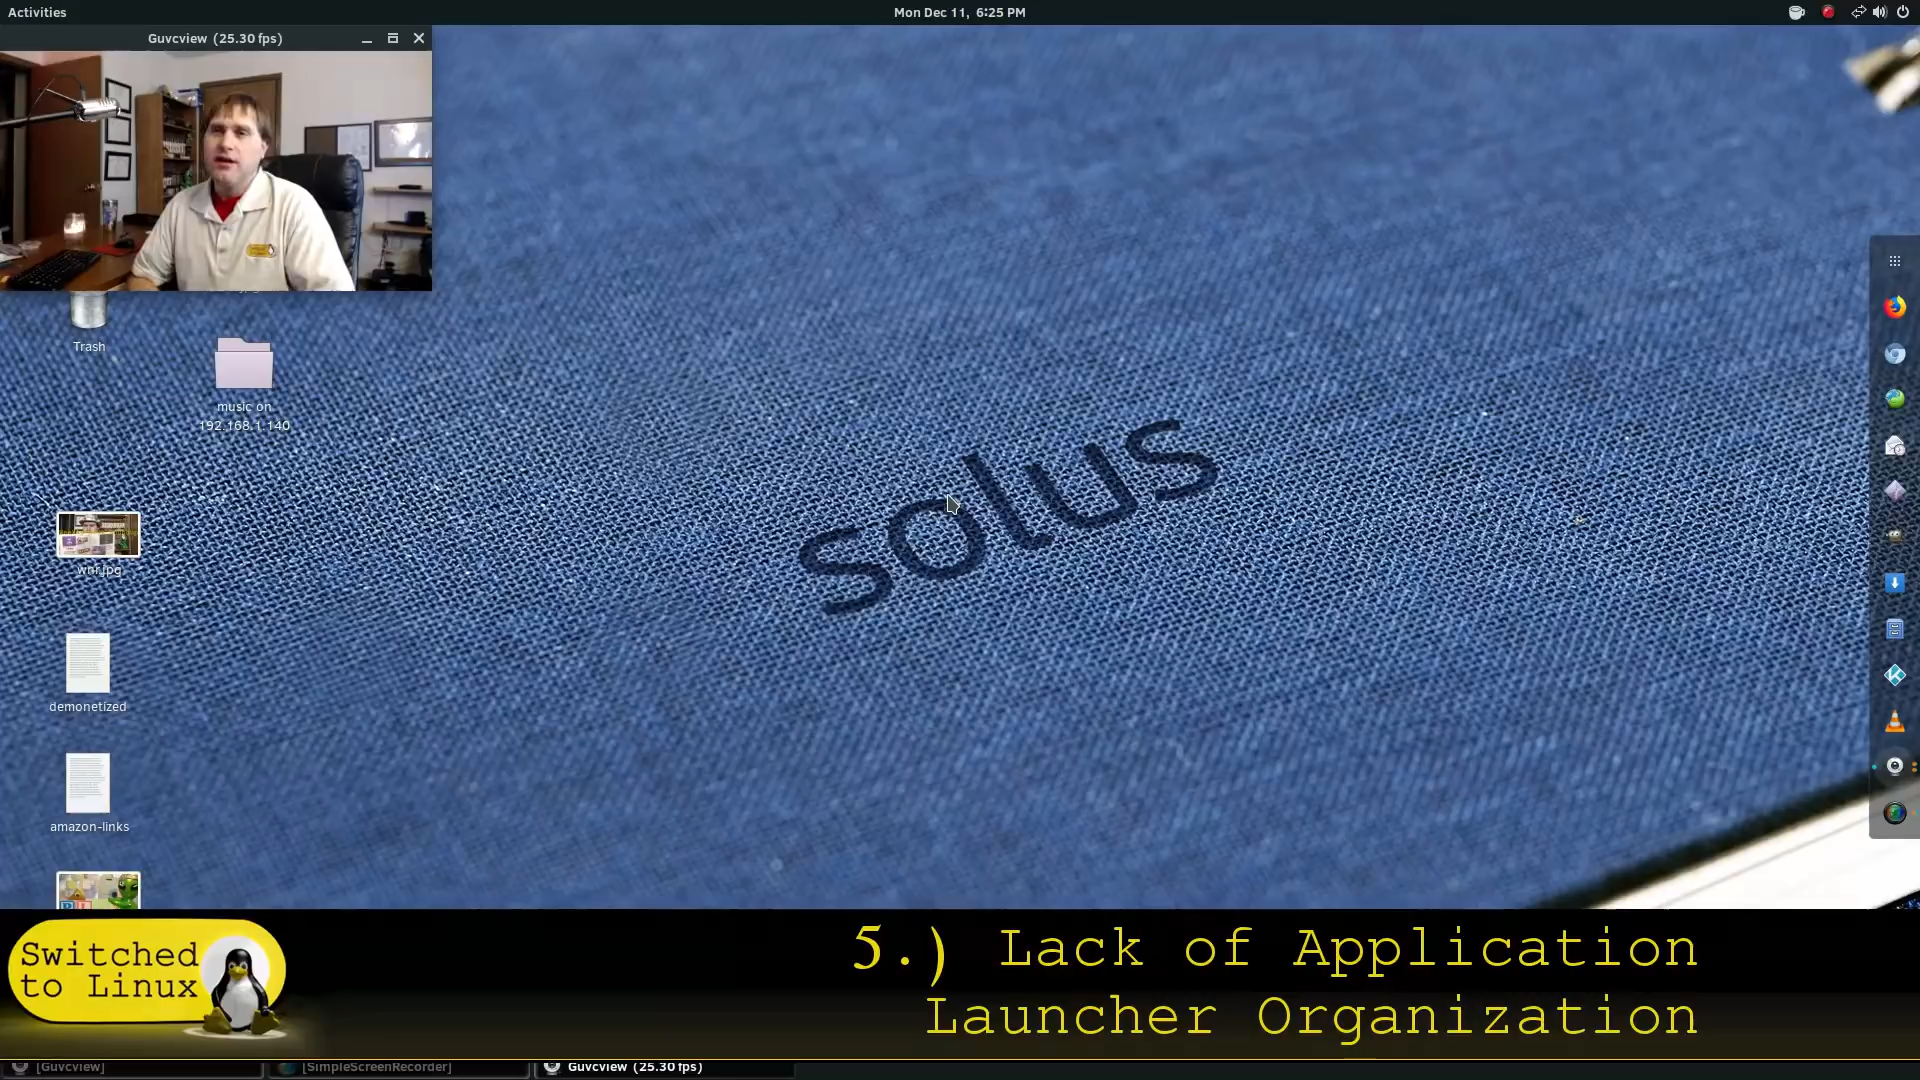 Activities
Mon Dec 11, 6:25 PM
Guvcview (25.30 fps)
Trash
music on
192.168.1.140
solus
wnr.jpg
demonetized
amazon-links
Switched
to Linux
5.) Lack of Application
Launcher Organization
[Guvcview]
[SimpleScreenRecorder]
Guvcview (25.30 fps)